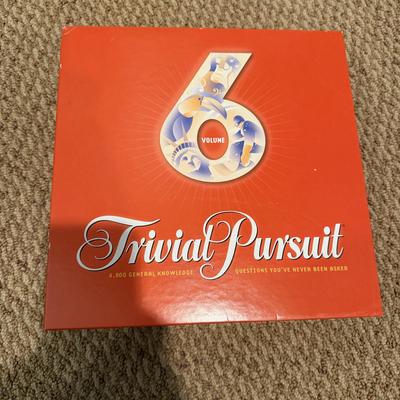 6
VOLUME
Trivial Pursuit
4,800 GENERAL KNOWLEDGE QUESTIONS YOU'VE NEVER BEEN ASKED